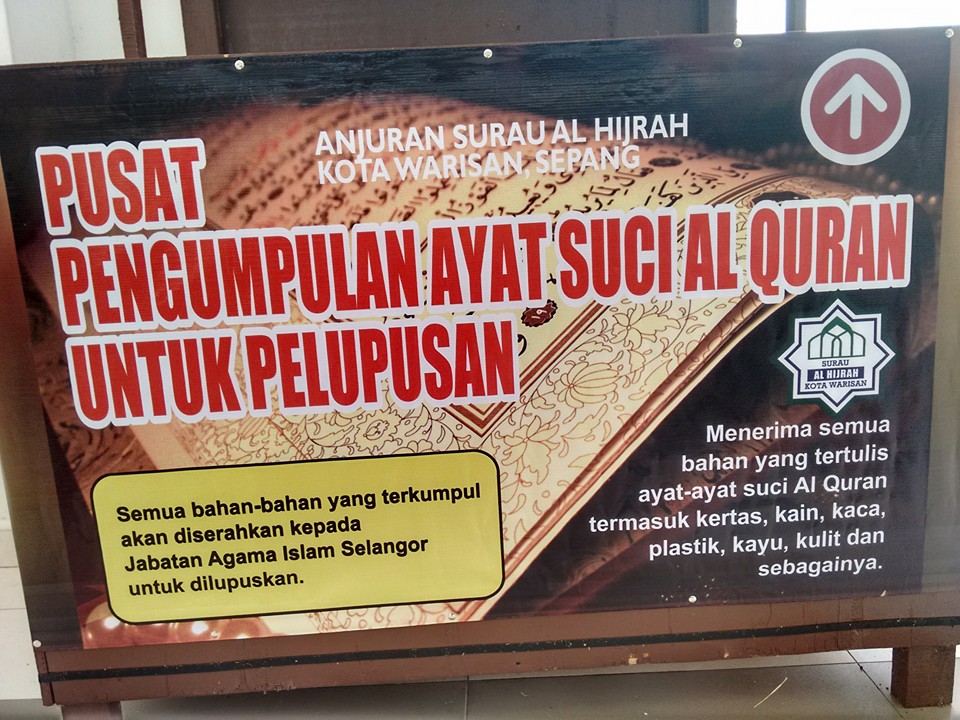 ANJURAN SURAU AL HIJRAH
KOTA WARISAN, SEPANG
PUSAT
PENGUMPULAN AYAT SUCI AL QURAN
UNTUK PELUPUSAN
SURAU
AL HIJRAH
KOTA WARISAN
Semua bahan-bahan yang terkumpul
akan diserahkan kepada
Jabatan Agama Islam Selangor
untuk dilupuskan.
Menerima semua
bahan yang tertulis
ayat-ayat suci Al Quran
termasuk kertas, kain, kaca,
plastik, kayu, kulit dan
sebagainya.